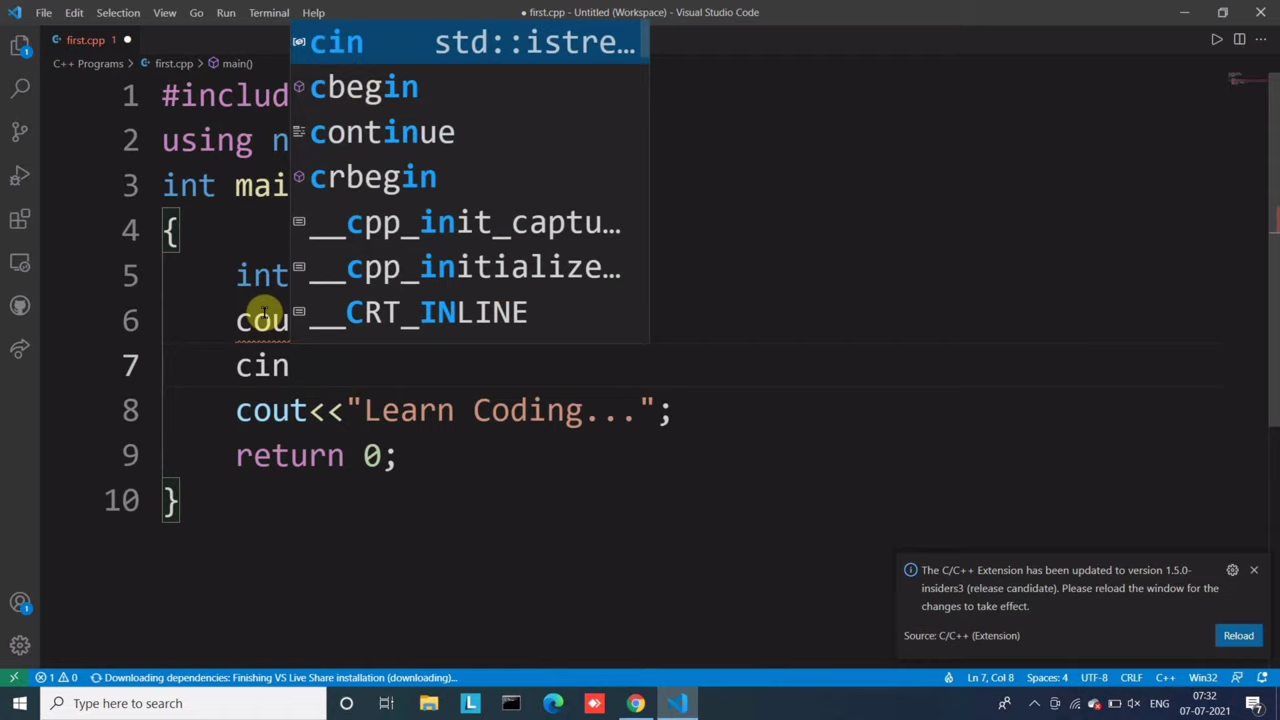 File Edit Selection View Go Run Terminal Help
● first.cpp - Untitled (Workspace) - Visual Studio Code
first.cpp 1 ●
C++ Programs > first.cpp > main()
cin std::istre…
cbegin
continue
crbegin
__cpp_init_captu…
__cpp_initialize…
__CRT_INLINE
1 #includ
2 using n
3 int mai
4 {
5 int
6 cou
7 cin
8 cout<<"Learn Coding...";
9 return 0;
10 }
The C/C++ Extension has been updated to version 1.5.0-
insiders3 (release candidate). Please reload the window for the
changes to take effect.
Source: C/C++ (Extension)
Reload
1 0 Downloading dependencies: Finishing VS Live Share installation (downloading)...
Ln 7, Col 8 Spaces: 4 UTF-8 CRLF C++ Win32
Type here to search
ENG
07:32
07-07-2021
7
1
1
L